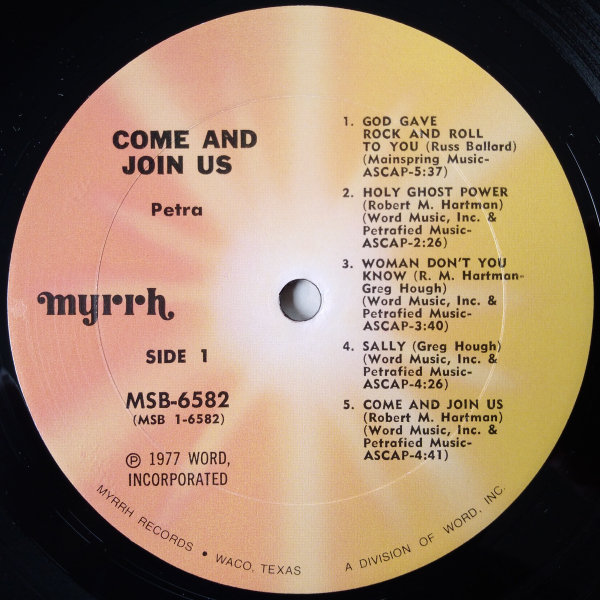 COME AND
JOIN US
Petra
myrrh
SIDE 1
MSB-6582
(MSB 1-6582)
℗ 1977 WORD,
INCORPORATED
1. GOD GAVE
ROCK AND ROLL
TO YOU (Russ Ballard)
(Mainspring Music-
ASCAP-5:37)
2. HOLY GHOST POWER
(Robert M. Hartman)
(Word Music, Inc. &
Petrafied Music-
ASCAP-2:26)
3. WOMAN DON'T YOU
KNOW (R. M. Hartman-
Greg Hough)
(Word Music, Inc. &
Petrafied Music-
ASCAP-3:40)
4. SALLY (Greg Hough)
(Word Music, Inc. &
Petrafied Music-
ASCAP-4:26)
5. COME AND JOIN US
(Robert M. Hartman)
(Word Music, Inc. &
Petrafied Music-
ASCAP-4:41)
MYRRH RECORDS • WACO, TEXAS A DIVISION OF WORD, INC.